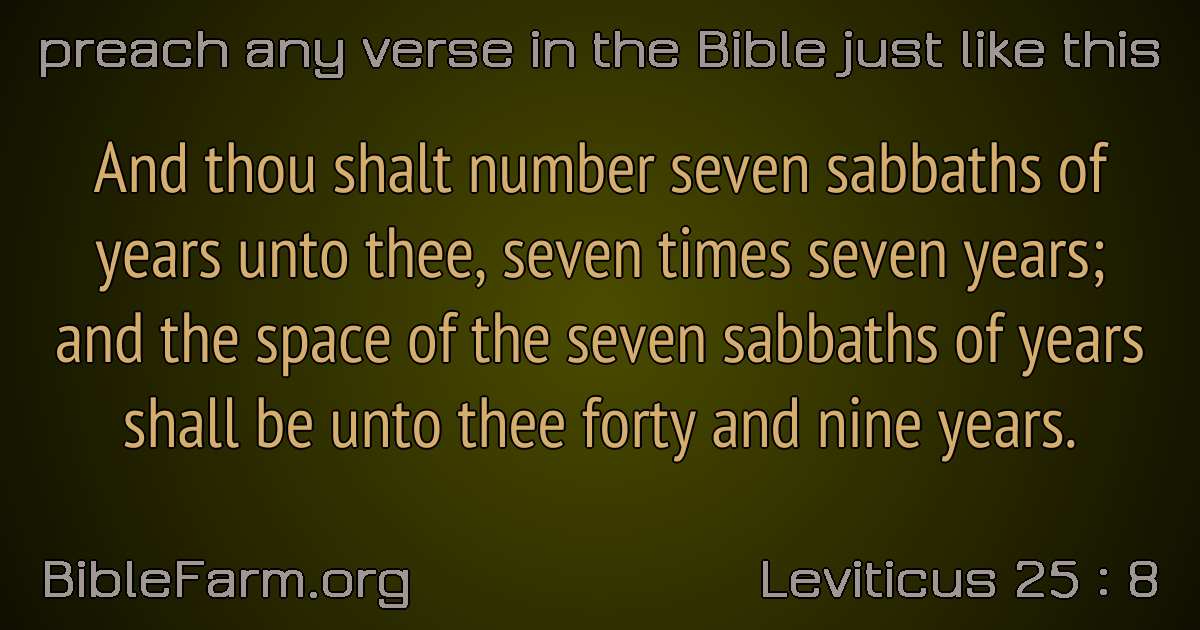 preach any verse in the Bible just like this
And thou shalt number seven sabbaths of
years unto thee, seven times seven years;
and the space of the seven sabbaths of years
shall be unto thee forty and nine years.
BibleFarm.org
Leviticus 25 : 8